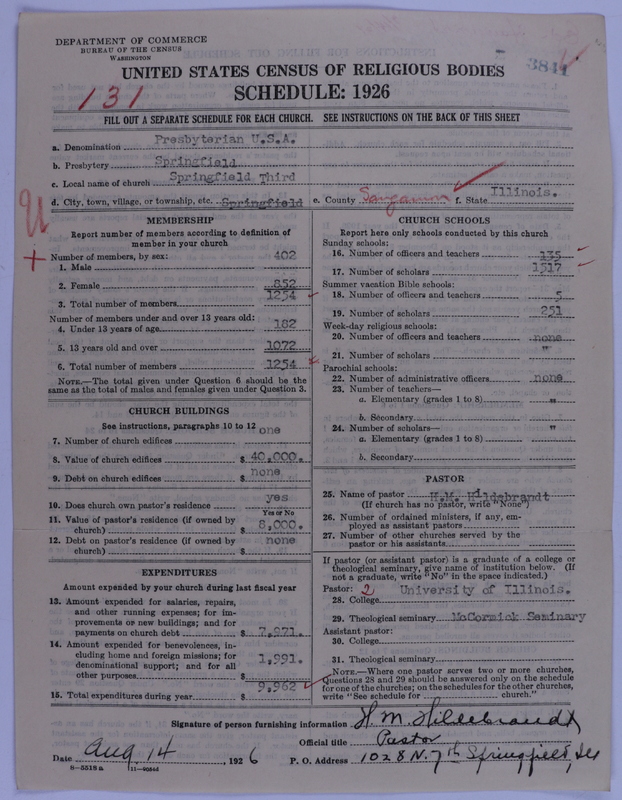 DEPARTMENT OF COMMERCE
BUREAU OF THE CENSUS
WASHINGTON
3844
UNITED STATES CENSUS OF RELIGIOUS BODIES
131
SCHEDULE: 1926
FILL OUT A SEPARATE SCHEDULE FOR EACH CHURCH. SEE INSTRUCTIONS ON THE BACK OF THIS SHEET
a. Denomination Presbyterian U.S.A.
b. Presbytery Springfield
c. Local name of church Springfield Third
d. City, town, village, or township, etc. Springfield e. County Sangamon f. State Illinois.
MEMBERSHIP
Report number of members according to definition of
member in your church
Number of members, by sex:
1. Male 402
2. Female 852
3. Total number of members 1254
Number of members under and over 13 years old:
4. Under 13 years of age 182
5. 13 years old and over 1072
6. Total number of members 1254
NOTE.—The total given under Question 6 should be the
same as the total of males and females given under Question 3.
CHURCH BUILDINGS
See instructions, paragraphs 10 to 12
7. Number of church edifices one
8. Value of church edifices $ 40,000.
9. Debt on church edifices $ none
10. Does church own pastor's residence yes
Yes or No
11. Value of pastor's residence (if owned by
church) $ 8,000.
12. Debt on pastor's residence (if owned by
church) $ none
EXPENDITURES
Amount expended by your church during last fiscal year
13. Amount expended for salaries, repairs,
and other running expenses; for im-
provements or new buildings; and for
payments on church debt $ 7,971.
14. Amount expended for benevolences, in-
cluding home and foreign missions; for
denominational support; and for all
other purposes $ 1,991.
15. Total expenditures during year $ 9,962
CHURCH SCHOOLS
Report here only schools conducted by this church
Sunday schools:
16. Number of officers and teachers 135
17. Number of scholars 1517
Summer vacation Bible schools:
18. Number of officers and teachers 5
19. Number of scholars 251
Week-day religious schools:
20. Number of officers and teachers none
21. Number of scholars "
Parochial schools:
22. Number of administrative officers none
23. Number of teachers—
a. Elementary (grades 1 to 8) "
b. Secondary
24. Number of scholars— "
a. Elementary (grades 1 to 8)
b. Secondary
PASTOR
25. Name of pastor H.M. Hildebrandt
(If church has no pastor, write "None")
26. Number of ordained ministers, if any, em-
ployed as assistant pastors
27. Number of other churches served by the
pastor or his assistants
If pastor (or assistant pastor) is a graduate of a college or
theological seminary, give name of institution below. (If
not a graduate, write "No" in the space indicated.)
Pastor: 2
28. College University of Illinois.
29. Theological seminary McCormick Seminary
Assistant pastor:
30. College
31. Theological seminary
NOTE.—Where one pastor serves two or more churches,
Questions 28 and 29 should be answered only on the schedule
for one of the churches; on the schedules for the other churches,
write "See schedule for church."
Signature of person furnishing information H M Hildebrandt
Official title Pastor
Date Aug. 14, 1926 P. O. Address 1028 N. 7th Springfield, Ills
8—5518 a 11—9064d